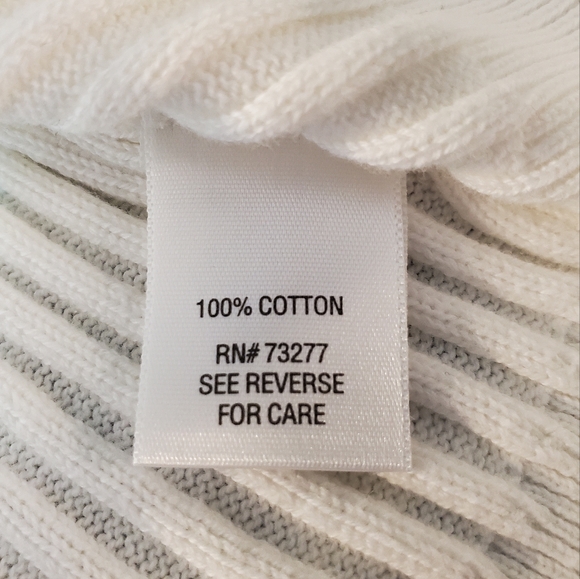 100% COTTON
RN# 73277
SEE REVERSE
FOR CARE